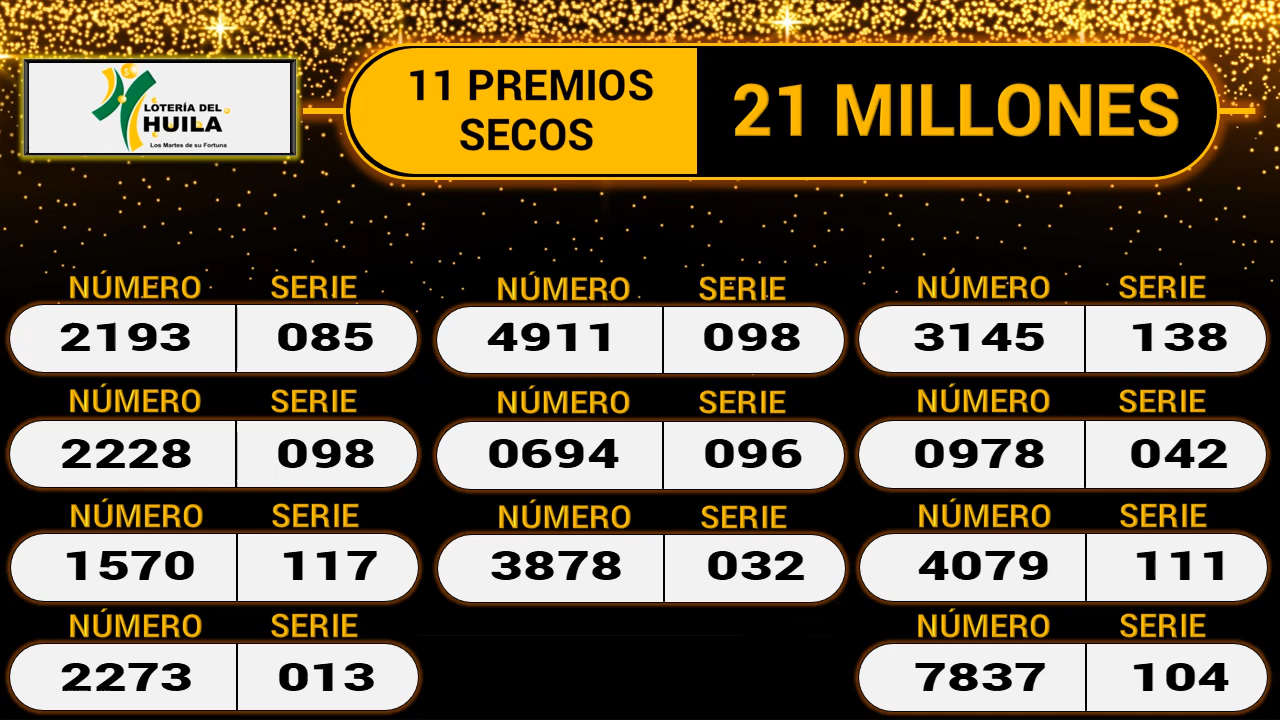 LOTERÍA DEL
HUILA
Los Martes de su Fortuna
11 PREMIOS
SECOS
21 MILLONES
NÚMERO SERIE NÚMERO SERIE NÚMERO SERIE
2193 085 4911 098 3145 138
NÚMERO SERIE NÚMERO SERIE NÚMERO SERIE
2228 098 0694 096 0978 042
NÚMERO SERIE NÚMERO SERIE NÚMERO SERIE
1570 117 3878 032 4079 111
NÚMERO SERIE NÚMERO SERIE
2273 013 7837 104